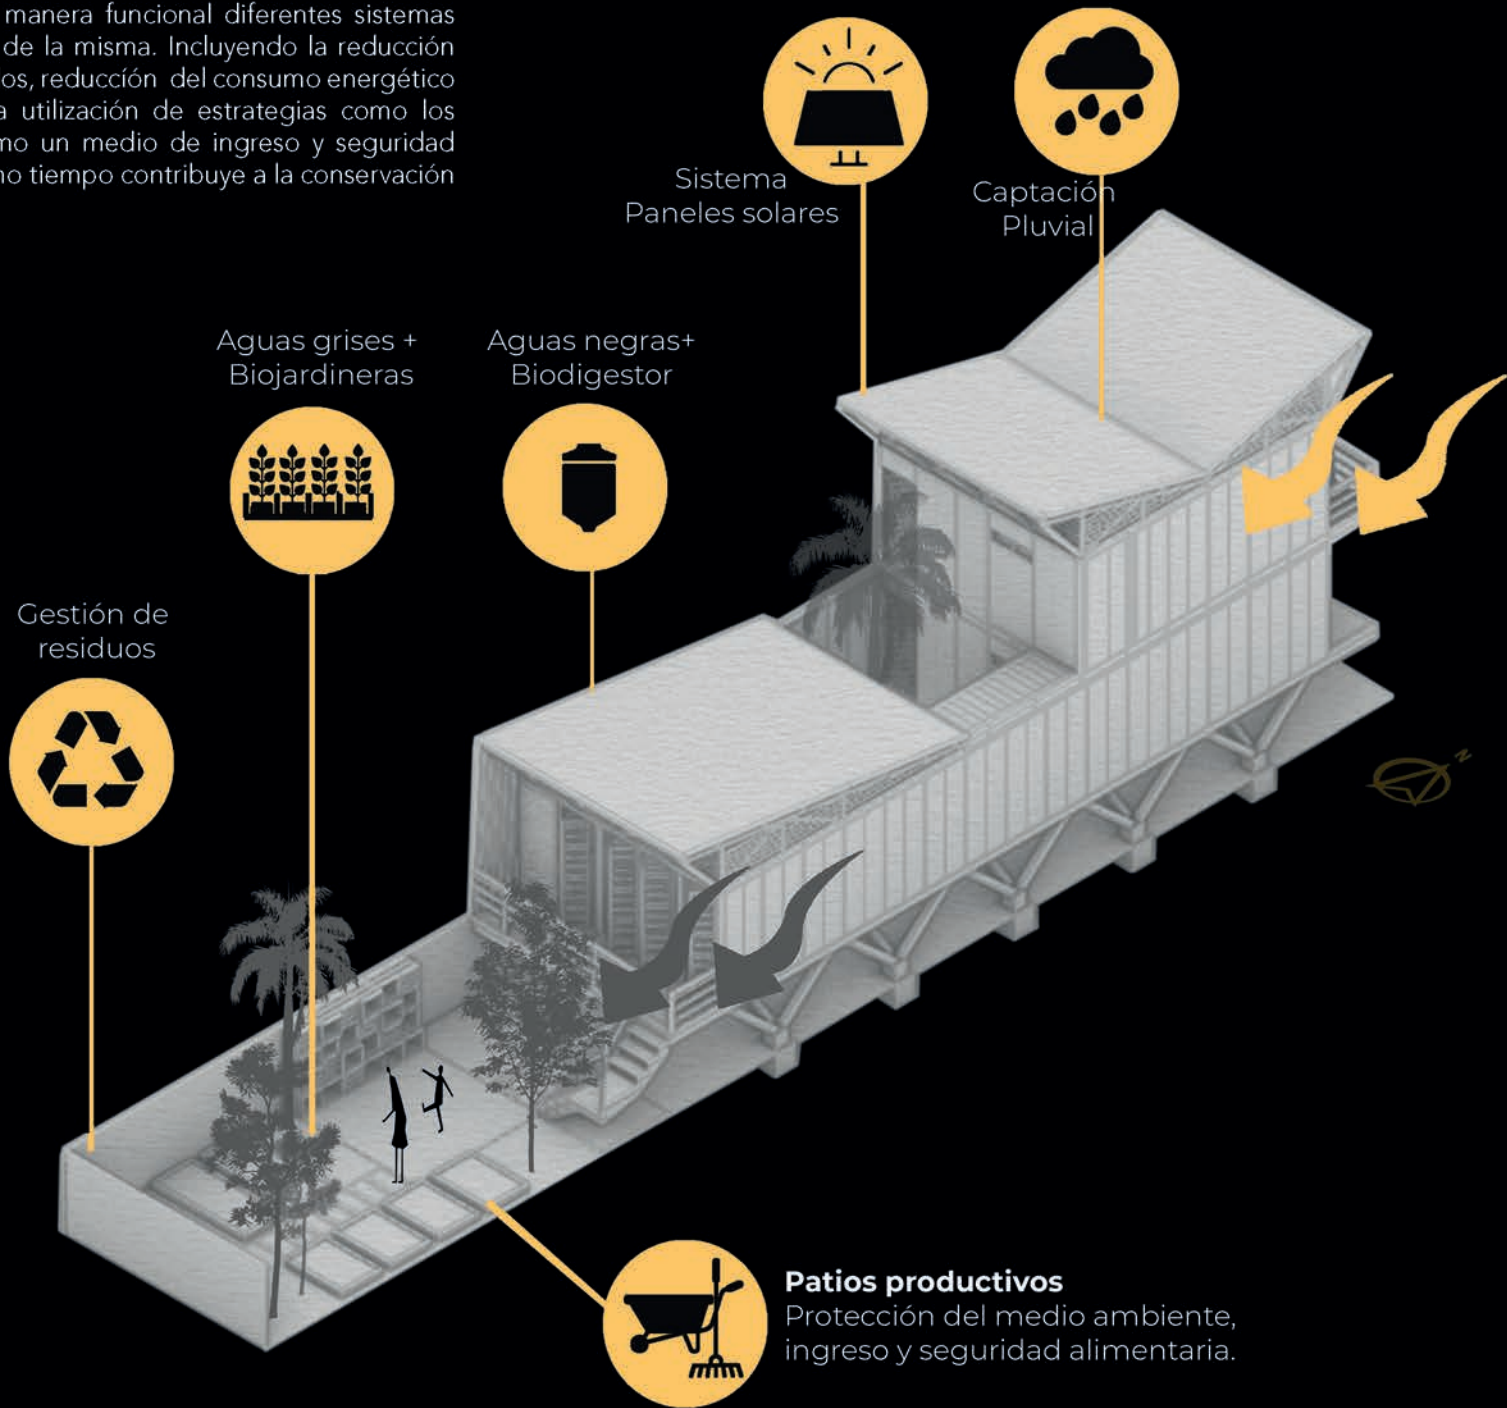 manera funcional diferentes sistemas
de la misma. Incluyendo la reducción
os, reduccíón del consumo energético
a utilización de estrategias como los
mo un medio de ingreso y seguridad
no tiempo contribuye a la conservación
Sistema
Paneles solares
Captación
Pluvial
Aguas grises +
Biojardineras
Aguas negras+
Biodigestor
Gestión de
residuos
N
Patios productivos
Protección del medio ambiente,
ingreso y seguridad alimentaria.